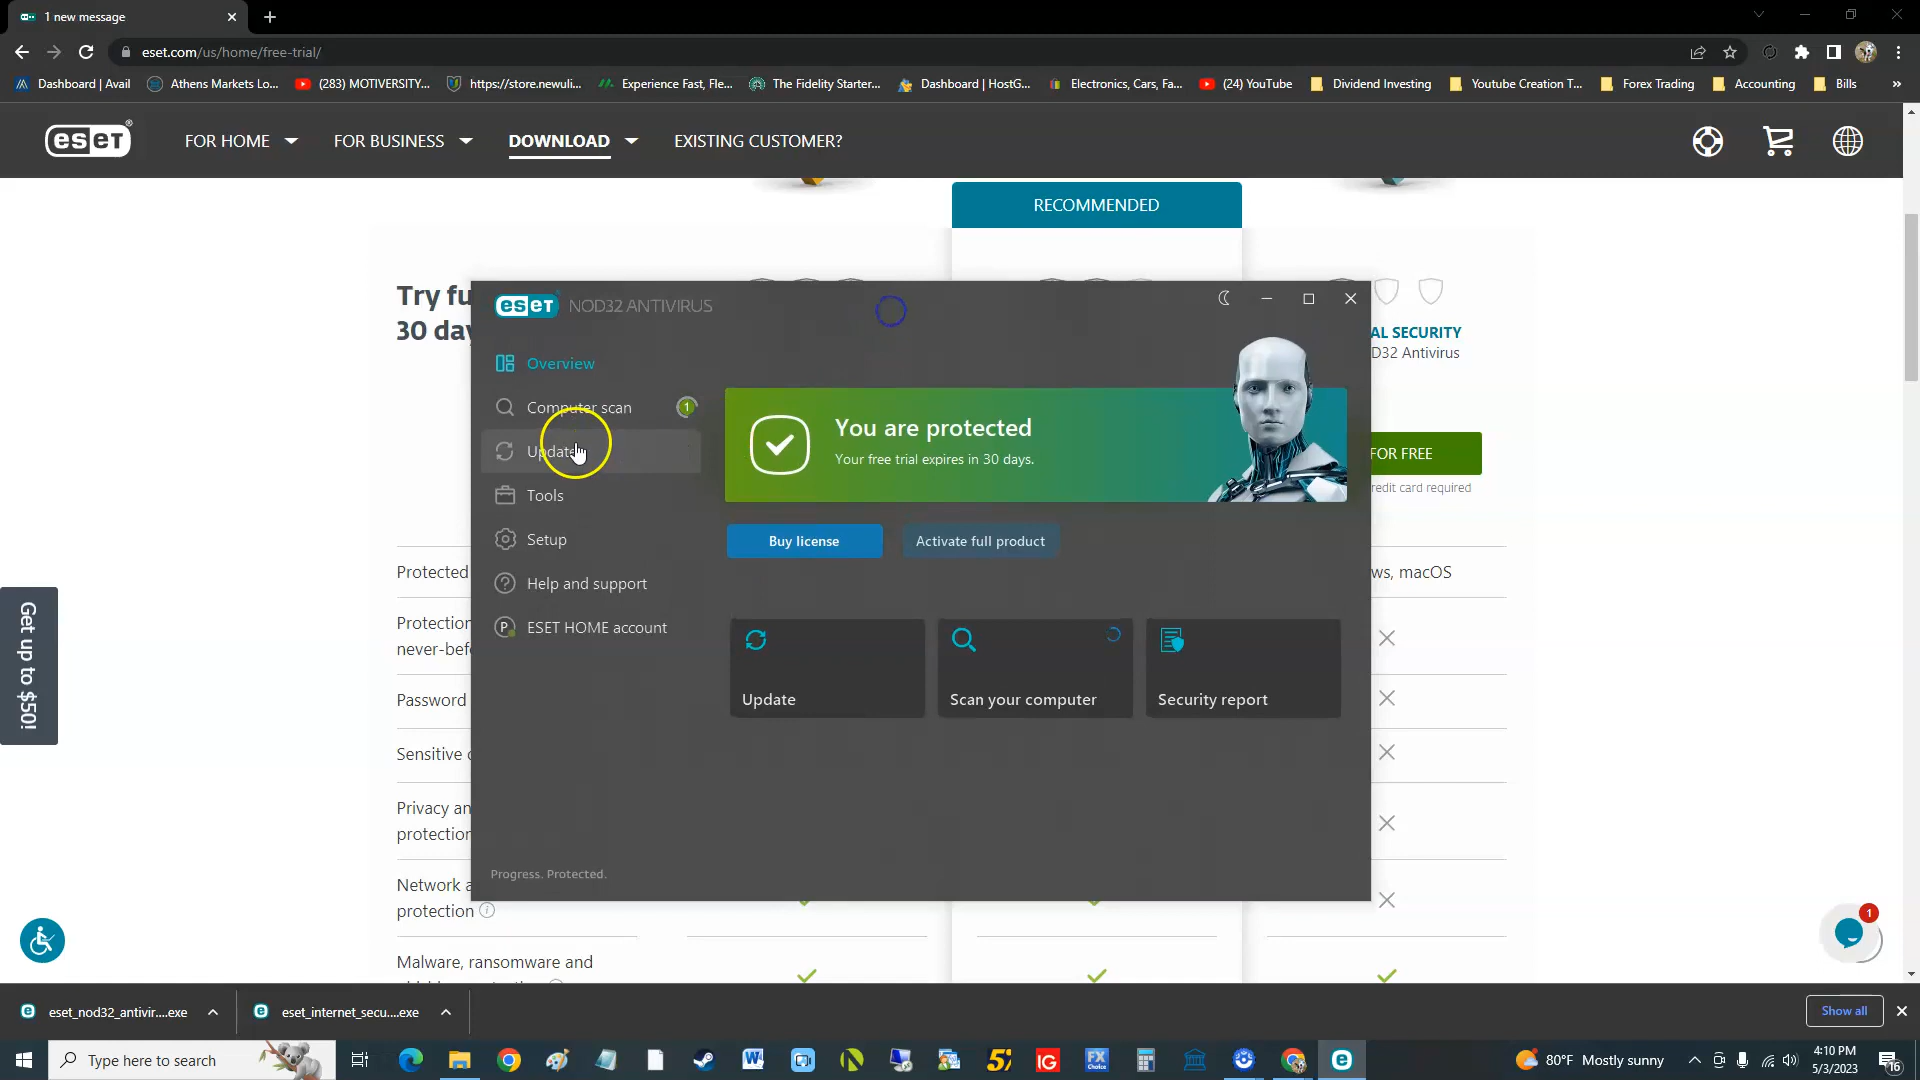 1 new message
eset.com/us/home/free-trial/
Dashboard | Avail
Athens Markets Lo...
(283) MOTIVERSITY...
https://store.newuli...
Experience Fast, Fle...
The Fidelity Starter...
Dashboard | HostG...
Electronics, Cars, Fa...
(24) YouTube
Dividend Investing
Youtube Creation T...
Forex Trading
Accounting
Bills
»
eset®
FOR HOME
FOR BUSINESS
DOWNLOAD
EXISTING CUSTOMER?
RECOMMENDED
Try fu
30 day
AL SECURITY
D32 Antivirus
FOR FREE
redit card required
eset NOD32 ANTIVIRUS
Overview
Computer scan
1
Update
Tools
Setup
Help and support
P
ESET HOME account
You are protected
Your free trial expires in 30 days.
Buy license
Activate full product
Update
Scan your computer
Security report
Progress. Protected.
Protected
ws, macOS
Protection
never-befo
Password
Sensitive d
Privacy an
protection
Network a
protection
Malware, ransomware and
Get up to $50!
1
eset_nod32_antivir....exe
eset_internet_secu....exe
Show all
Type here to search
80°F Mostly sunny
4:10 PM
5/3/2023
16